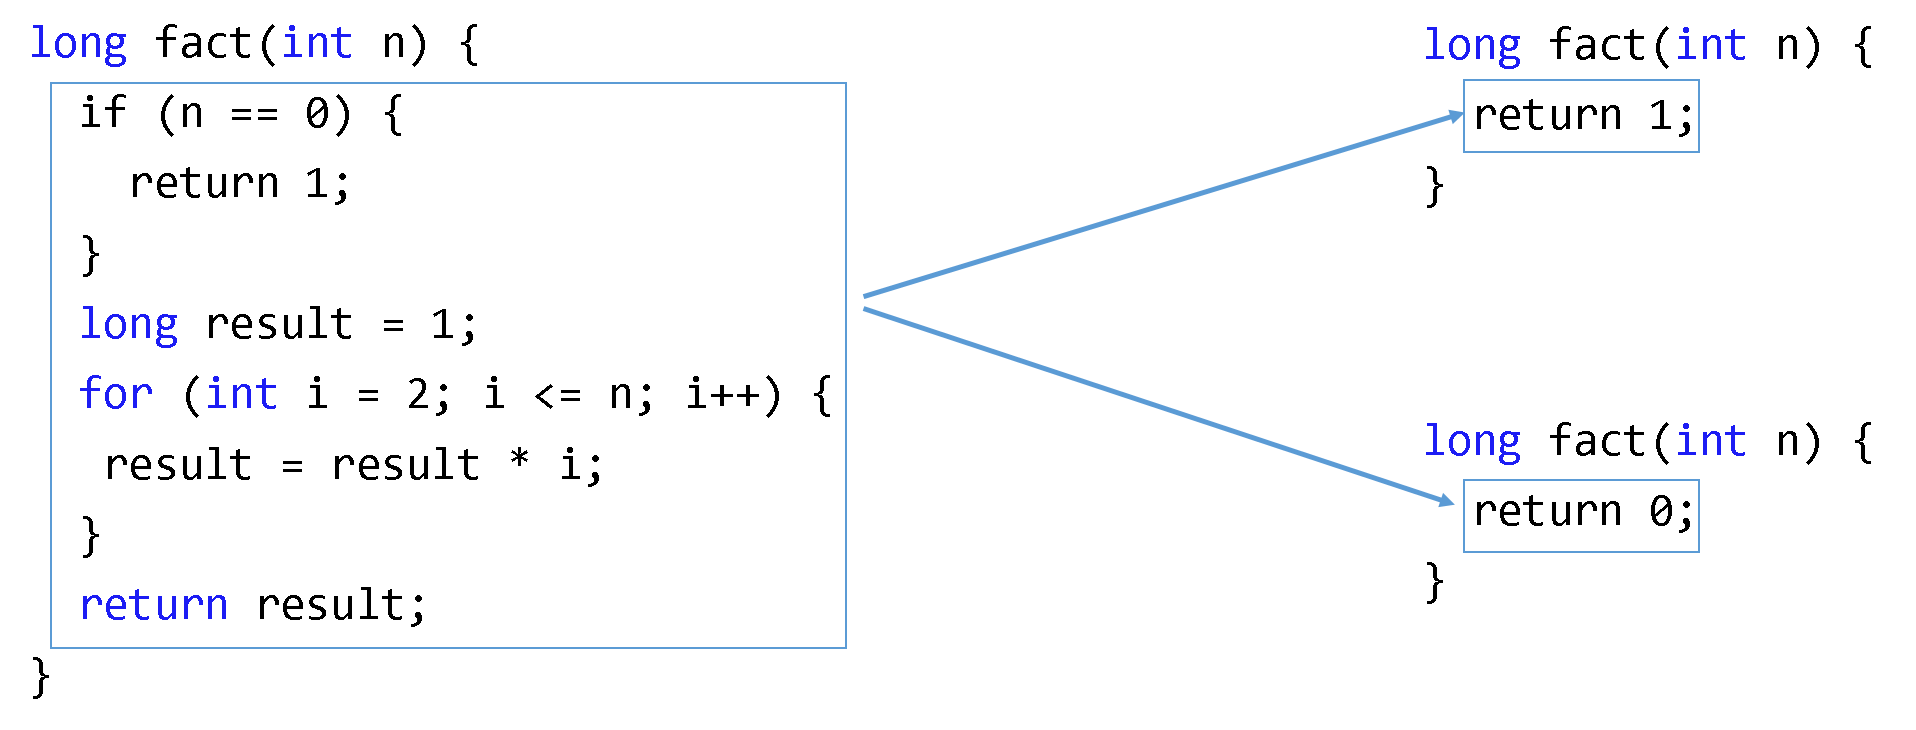 long fact(int n) {
if (n == 0) {
return 1;
}
long result = 1;
for (int i = 2; i <= n; i++) {
result = result * i;
}
return result;
}
long fact(int n) {
return 1;
}
long fact(int n) {
return 0;
}